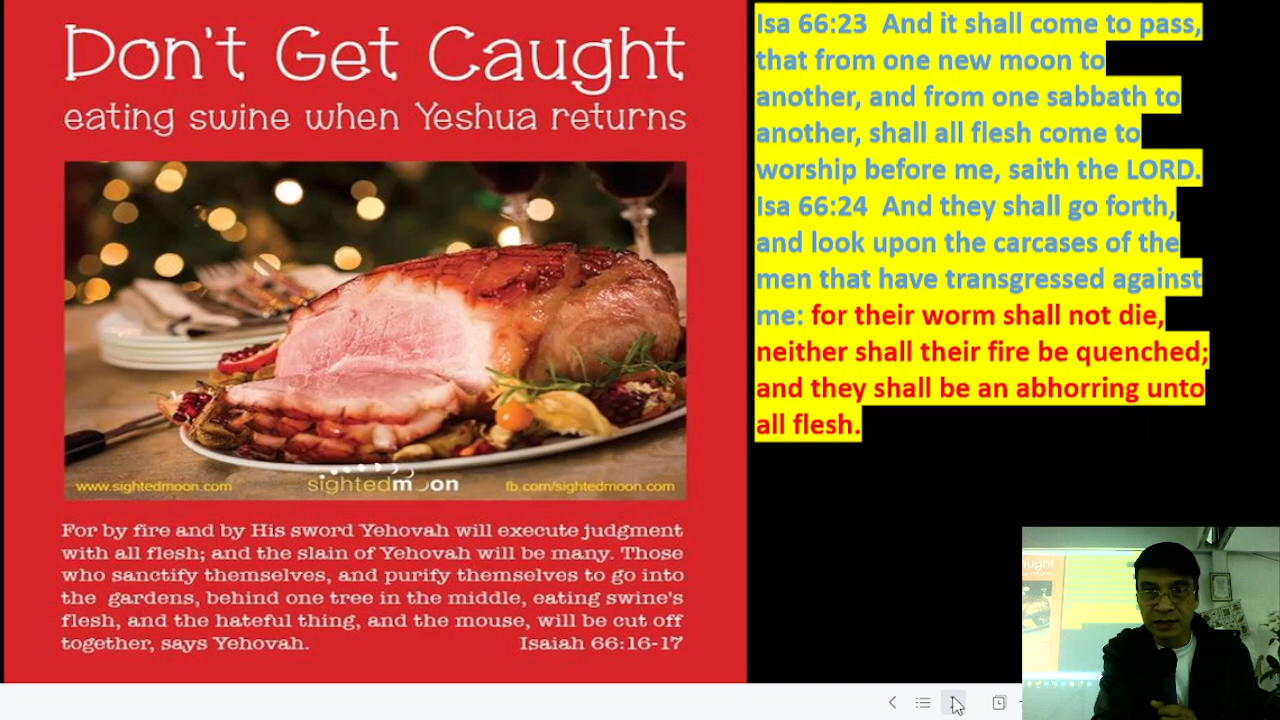 Don't Get Caught
eating swine when Yeshua returns
www.sightedmoon.com
sightedmoon
fb.com/sightedmoon.com
For by fire and by His sword Yehovah will execute judgment
with all flesh; and the slain of Yehovah will be many. Those
who sanctify themselves, and purify themselves to go into
the gardens, behind one tree in the middle, eating swine's
flesh, and the hateful thing, and the mouse, will be cut off
together, says Yehovah.
Isaiah 66:16-17
Isa 66:23 And it shall come to pass,
that from one new moon to
another, and from one sabbath to
another, shall all flesh come to
worship before me, saith the LORD.
Isa 66:24 And they shall go forth,
and look upon the carcases of the
men that have transgressed against
me: for their worm shall not die,
neither shall their fire be quenched;
and they shall be an abhorring unto
all flesh.